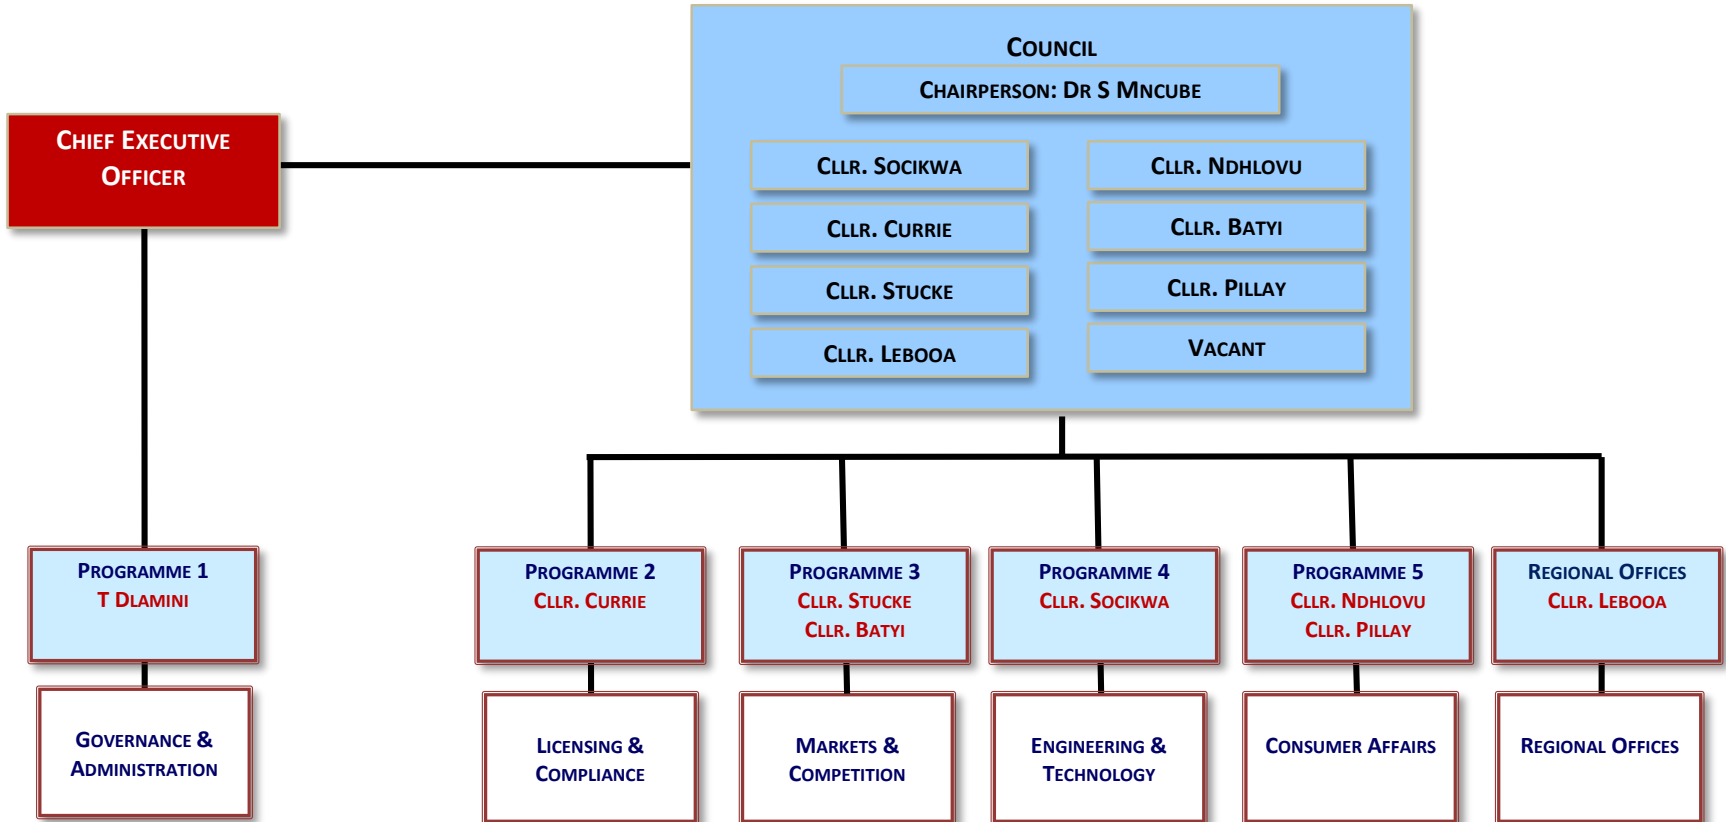 COUNCIL
CHAIRPERSON: DR S MNCUBE
CHIEF EXECUTIVE
OFFICER
CLLR. SOCIKWA
CLLR. NDHLOVU
CLLR. CURRIE
CLLR. BATYI
CLLR. STUCKE
CLLR. PILLAY
CLLR. LEBOOA
VACANT
PROGRAMME 1
T DLAMINI
PROGRAMME 2
CLLR. CURRIE
PROGRAMME 3
CLLR. STUCKE
CLLR. BATYI
PROGRAMME 4
CLLR. SOCIKWA
PROGRAMME 5
CLLR. NDHLOVU
CLLR. PILLAY
REGIONAL OFFICES
CLLR. LEBOOA
GOVERNANCE &
ADMINISTRATION
LICENSING &
COMPLIANCE
MARKETS &
COMPETITION
ENGINEERING &
TECHNOLOGY
CONSUMER AFFAIRS
REGIONAL OFFICES